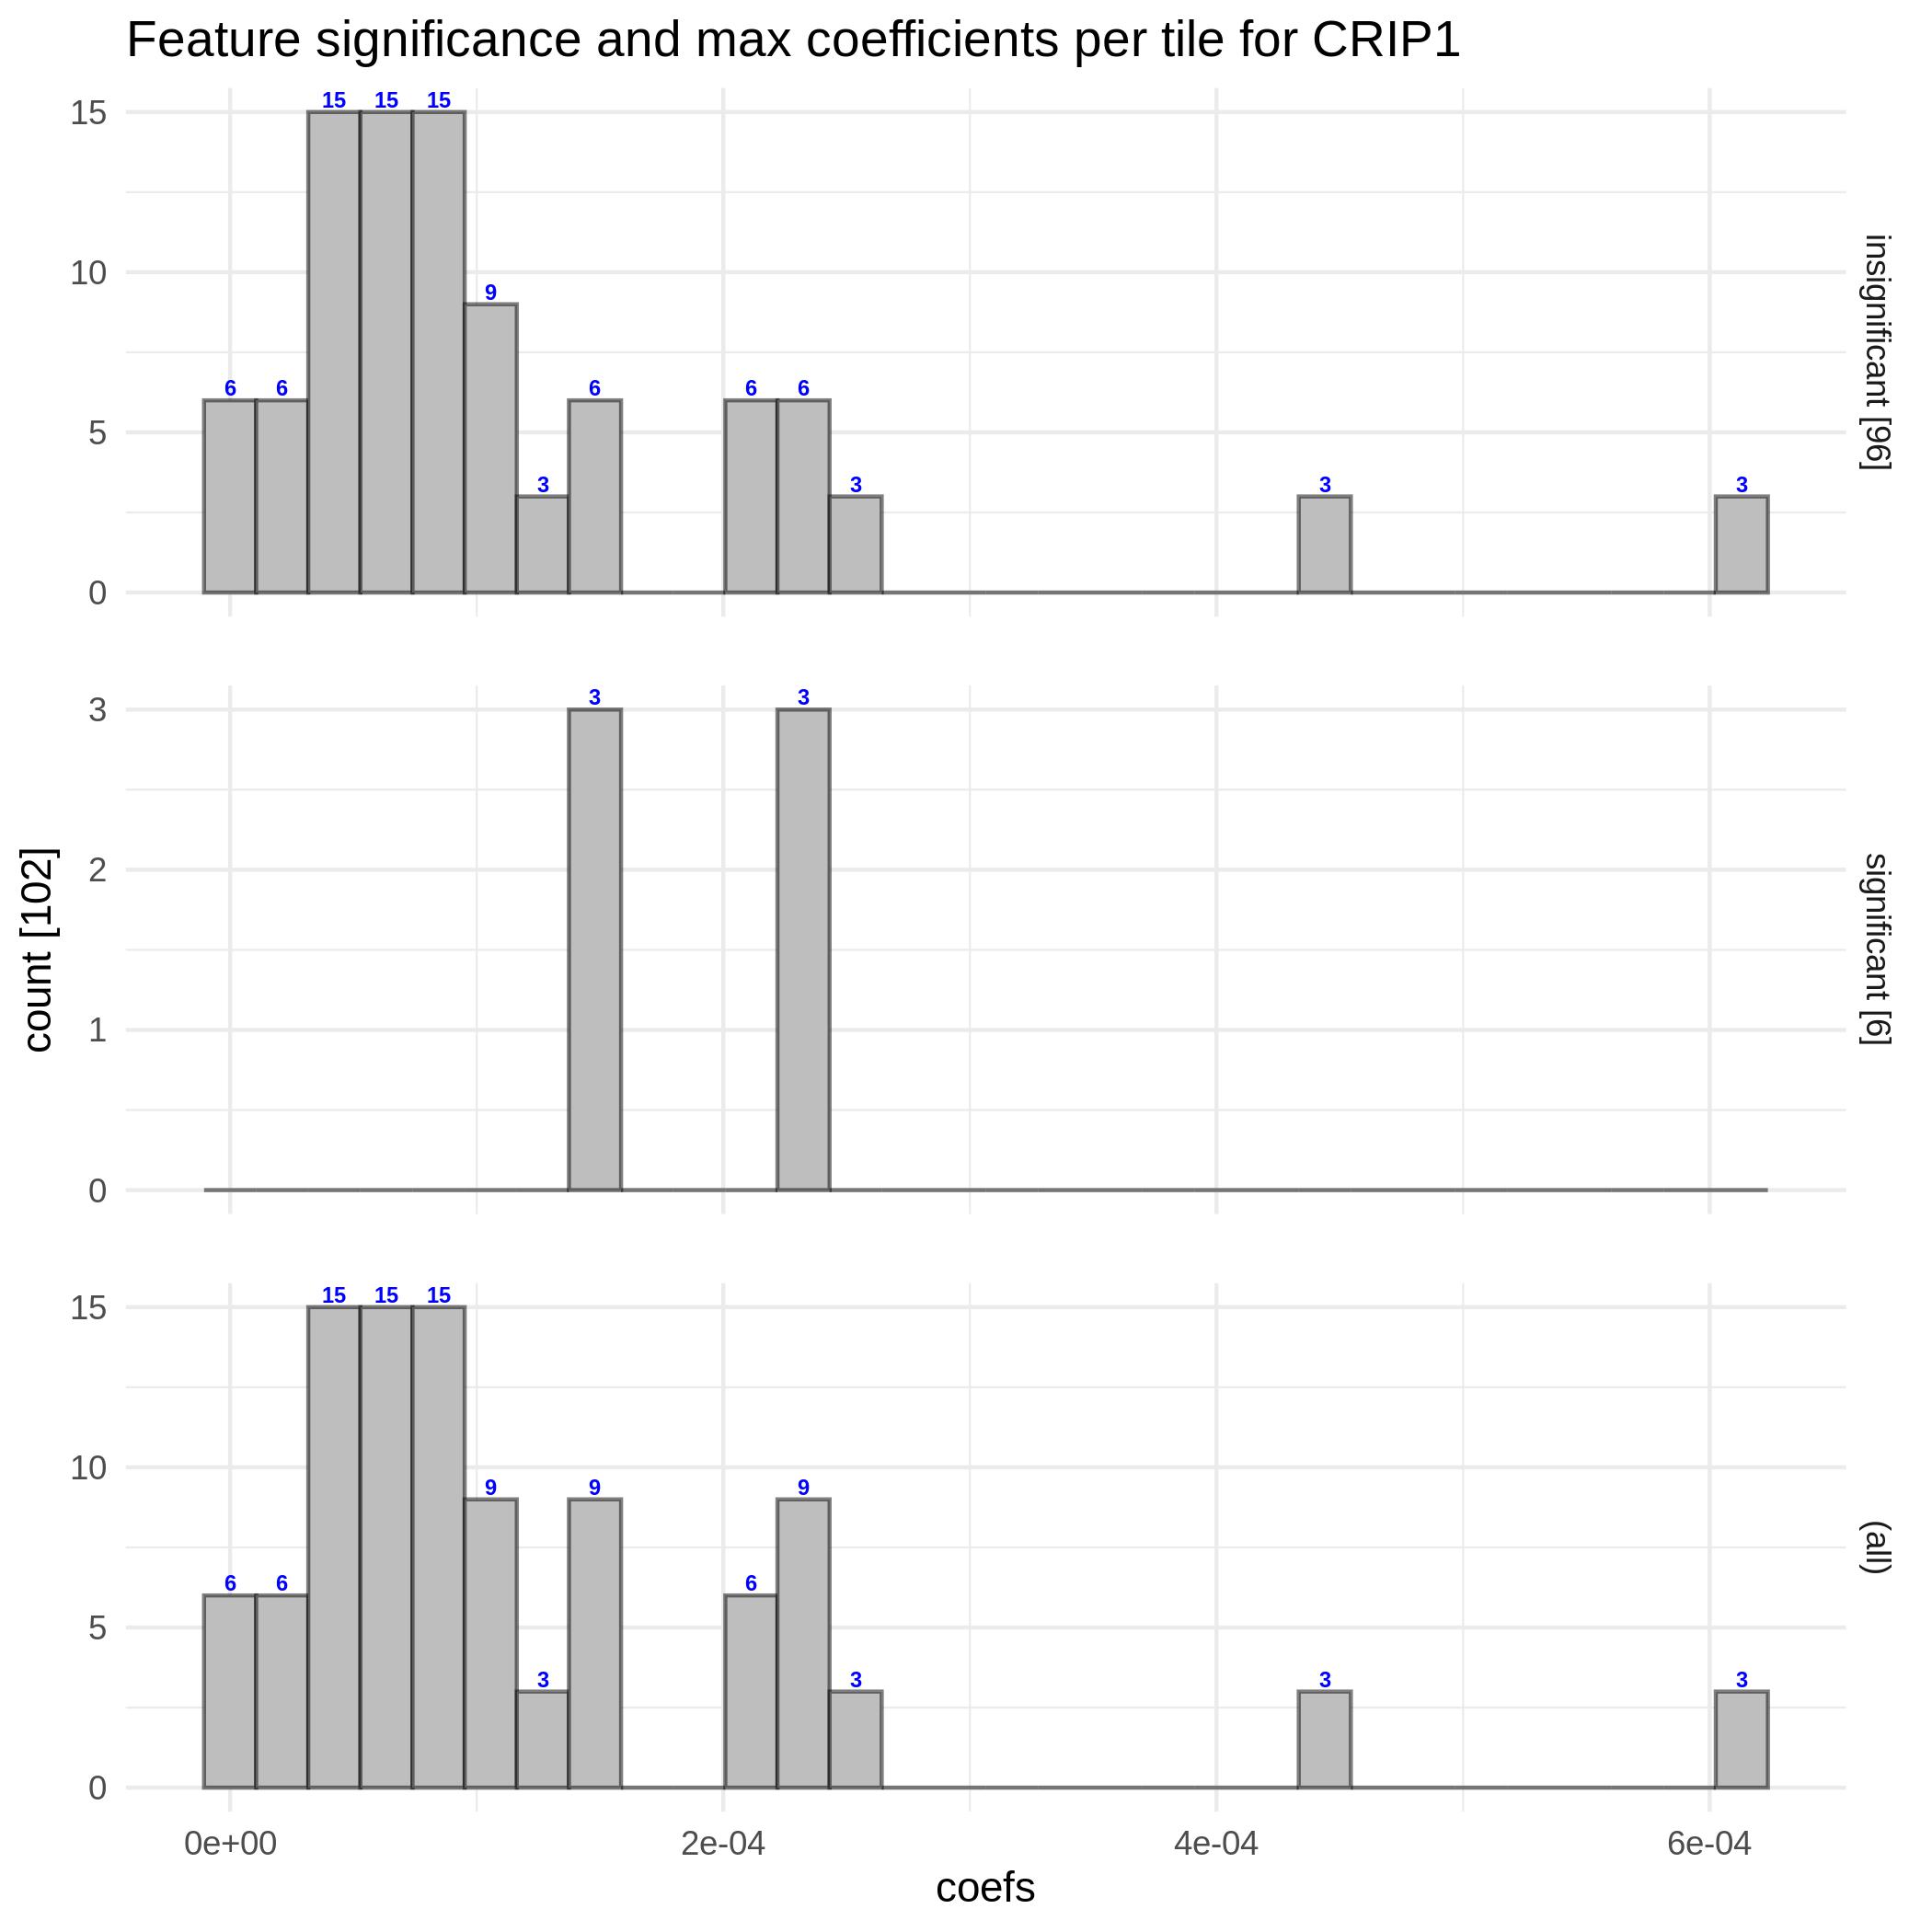 Feature significance and max coefficients per tile for CRIP1
15 15 15
15
10
9
6 6 6 6 6
5
3 3 3 3
0
insignificant [96]
3 3
3
2
1
0
significant [6]
count [102]
15 15 15
15
10
9 9 9
6 6 6
5
3 3 3 3
0
(all)
0e+00 2e-04 4e-04 6e-04
coefs